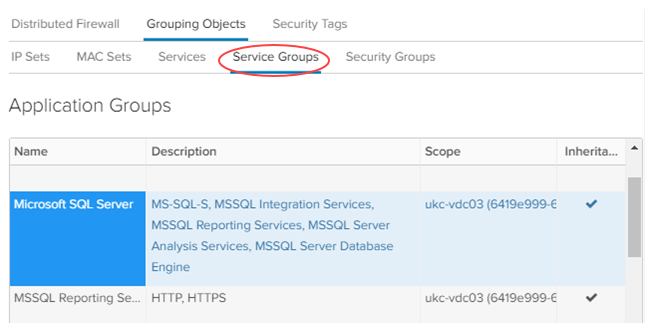 Distributed Firewall Grouping Objects Security Tags
IP Sets MAC Sets Services Service Groups Security Groups
Application Groups
Name Description Scope Inherita...
Microsoft SQL Server MS-SQL-S, MSSQL Integration Services, ukc-vdc03 (6419e999-6
MSSQL Reporting Services, MSSQL Server
Analysis Services, MSSQL Server Database
Engine
MSSQL Reporting Se... HTTP, HTTPS ukc-vdc03 (6419e999-6